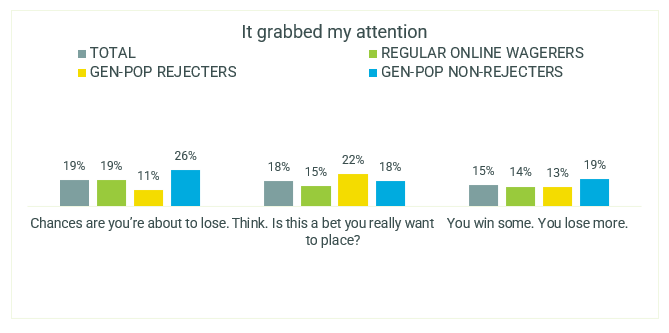 It grabbed my attention
TOTAL
REGULAR ONLINE WAGERERS
GEN-POP REJECTERS
GEN-POP NON-REJECTERS
19%
19%
11%
26%
18%
15%
22%
18%
15%
14%
13%
19%
Chances are you’re about to lose.
Think. Is this a bet you really want
to place?
You win some. You lose more.